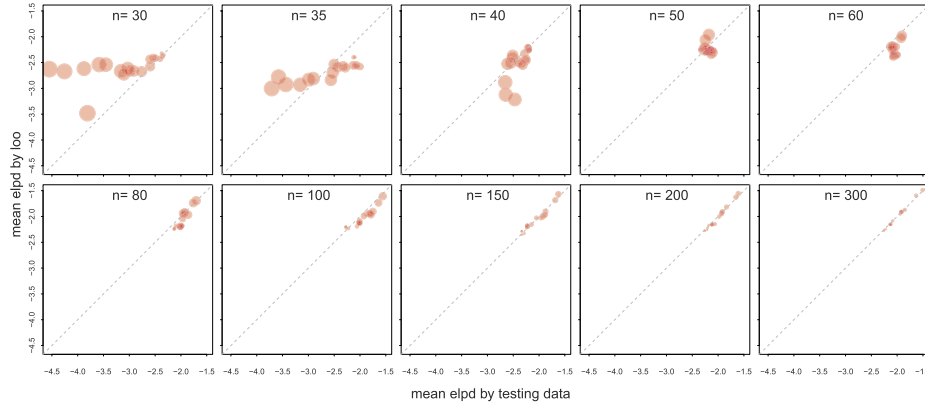 n= 30
n= 35
n= 40
n= 50
n= 60
−1.5
−2.0
−2.5
−3.0
−3.5
−4.0
−4.5
mean elpd by loo
n= 80
n= 100
n= 150
n= 200
n= 300
−1.5
−2.0
−2.5
−3.0
−3.5
−4.0
−4.5
−4.5 −4.0 −3.5 −3.0 −2.5 −2.0 −1.5
−4.5 −4.0 −3.5 −3.0 −2.5 −2.0 −1.5
−4.5 −4.0 −3.5 −3.0 −2.5 −2.0 −1.5
−4.5 −4.0 −3.5 −3.0 −2.5 −2.0 −1.5
−4.5 −4.0 −3.5 −3.0 −2.5 −2.0 −1.5
mean elpd by testing data